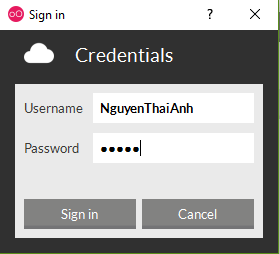 Sign in
Credentials
Username NguyenThaiAnh
Password •••••
Sign in Cancel